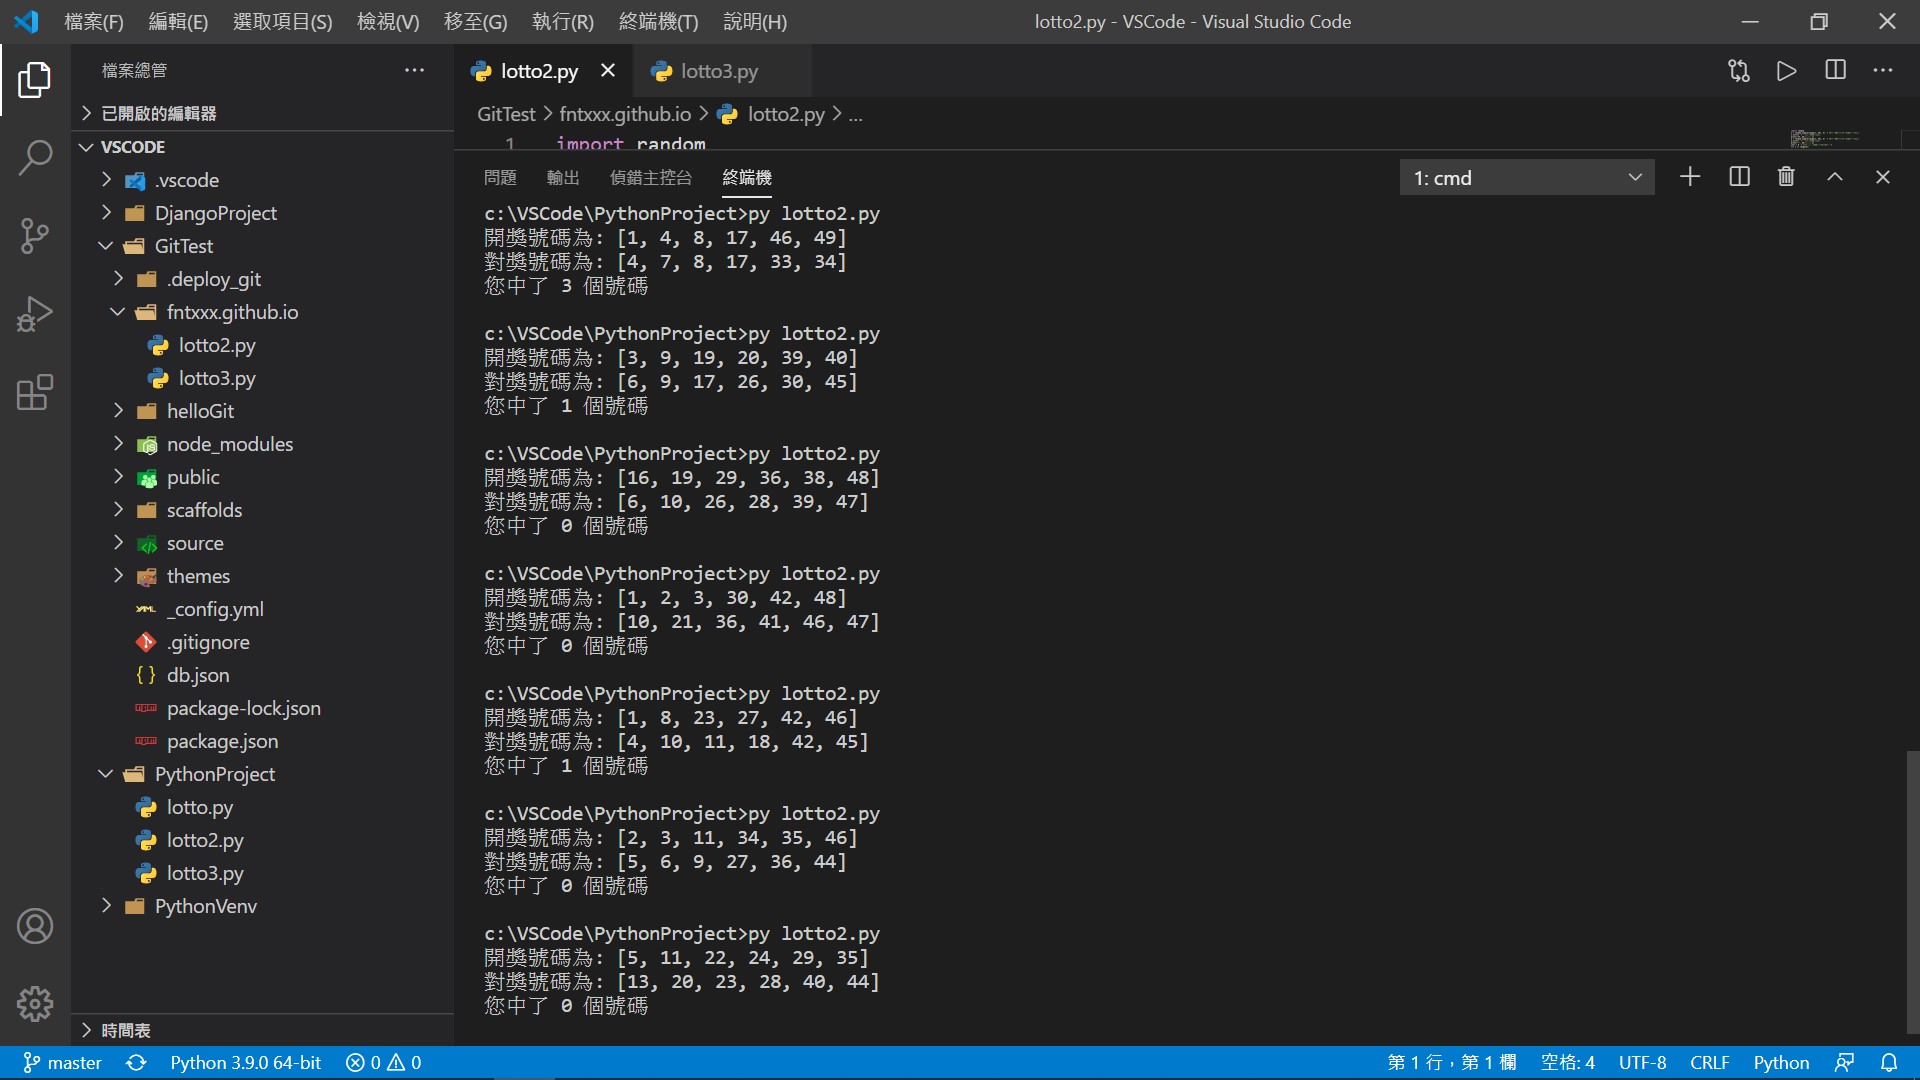 檔案(F) 編輯(E) 選取項目(S) 檢視(V) 移至(G) 執行(R) 終端機(T) 說明(H)
lotto2.py - VSCode - Visual Studio Code
檔案總管
已開啟的編輯器
VSCODE
.vscode
DjangoProject
GitTest
.deploy_git
fntxxx.github.io
lotto2.py
lotto3.py
helloGit
node_modules
public
scaffolds
source
themes
_config.yml
.gitignore
db.json
package-lock.json
package.json
PythonProject
lotto.py
lotto2.py
lotto3.py
PythonVenv
時間表
lotto2.py
lotto3.py
GitTest > fntxxx.github.io > lotto2.py > ...
1 import random
問題 輸出 偵錯主控台 終端機
1: cmd
c:\VSCode\PythonProject>py lotto2.py
開獎號碼為: [1, 4, 8, 17, 46, 49]
對獎號碼為: [4, 7, 8, 17, 33, 34]
您中了 3 個號碼
c:\VSCode\PythonProject>py lotto2.py
開獎號碼為: [3, 9, 19, 20, 39, 40]
對獎號碼為: [6, 9, 17, 26, 30, 45]
您中了 1 個號碼
c:\VSCode\PythonProject>py lotto2.py
開獎號碼為: [16, 19, 29, 36, 38, 48]
對獎號碼為: [6, 10, 26, 28, 39, 47]
您中了 0 個號碼
c:\VSCode\PythonProject>py lotto2.py
開獎號碼為: [1, 2, 3, 30, 42, 48]
對獎號碼為: [10, 21, 36, 41, 46, 47]
您中了 0 個號碼
c:\VSCode\PythonProject>py lotto2.py
開獎號碼為: [1, 8, 23, 27, 42, 46]
對獎號碼為: [4, 10, 11, 18, 42, 45]
您中了 1 個號碼
c:\VSCode\PythonProject>py lotto2.py
開獎號碼為: [2, 3, 11, 34, 35, 46]
對獎號碼為: [5, 6, 9, 27, 36, 44]
您中了 0 個號碼
c:\VSCode\PythonProject>py lotto2.py
開獎號碼為: [5, 11, 22, 24, 29, 35]
對獎號碼為: [13, 20, 23, 28, 40, 44]
您中了 0 個號碼
master Python 3.9.0 64-bit 0 0 第 1 行，第 1 欄 空格: 4 UTF-8 CRLF Python